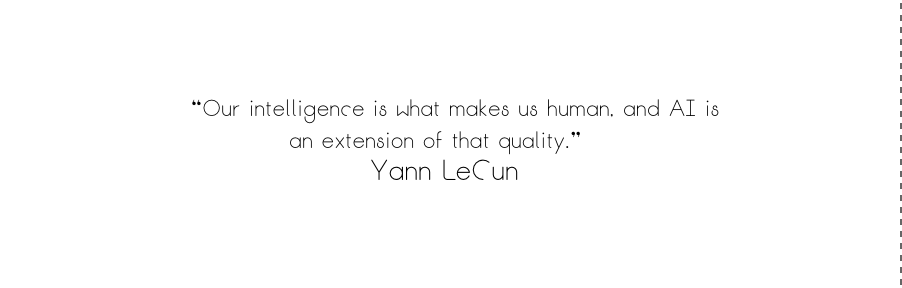 ❝Our intelligence is what makes us human, and AI is
an extension of that quality.❞
Yann LeCun